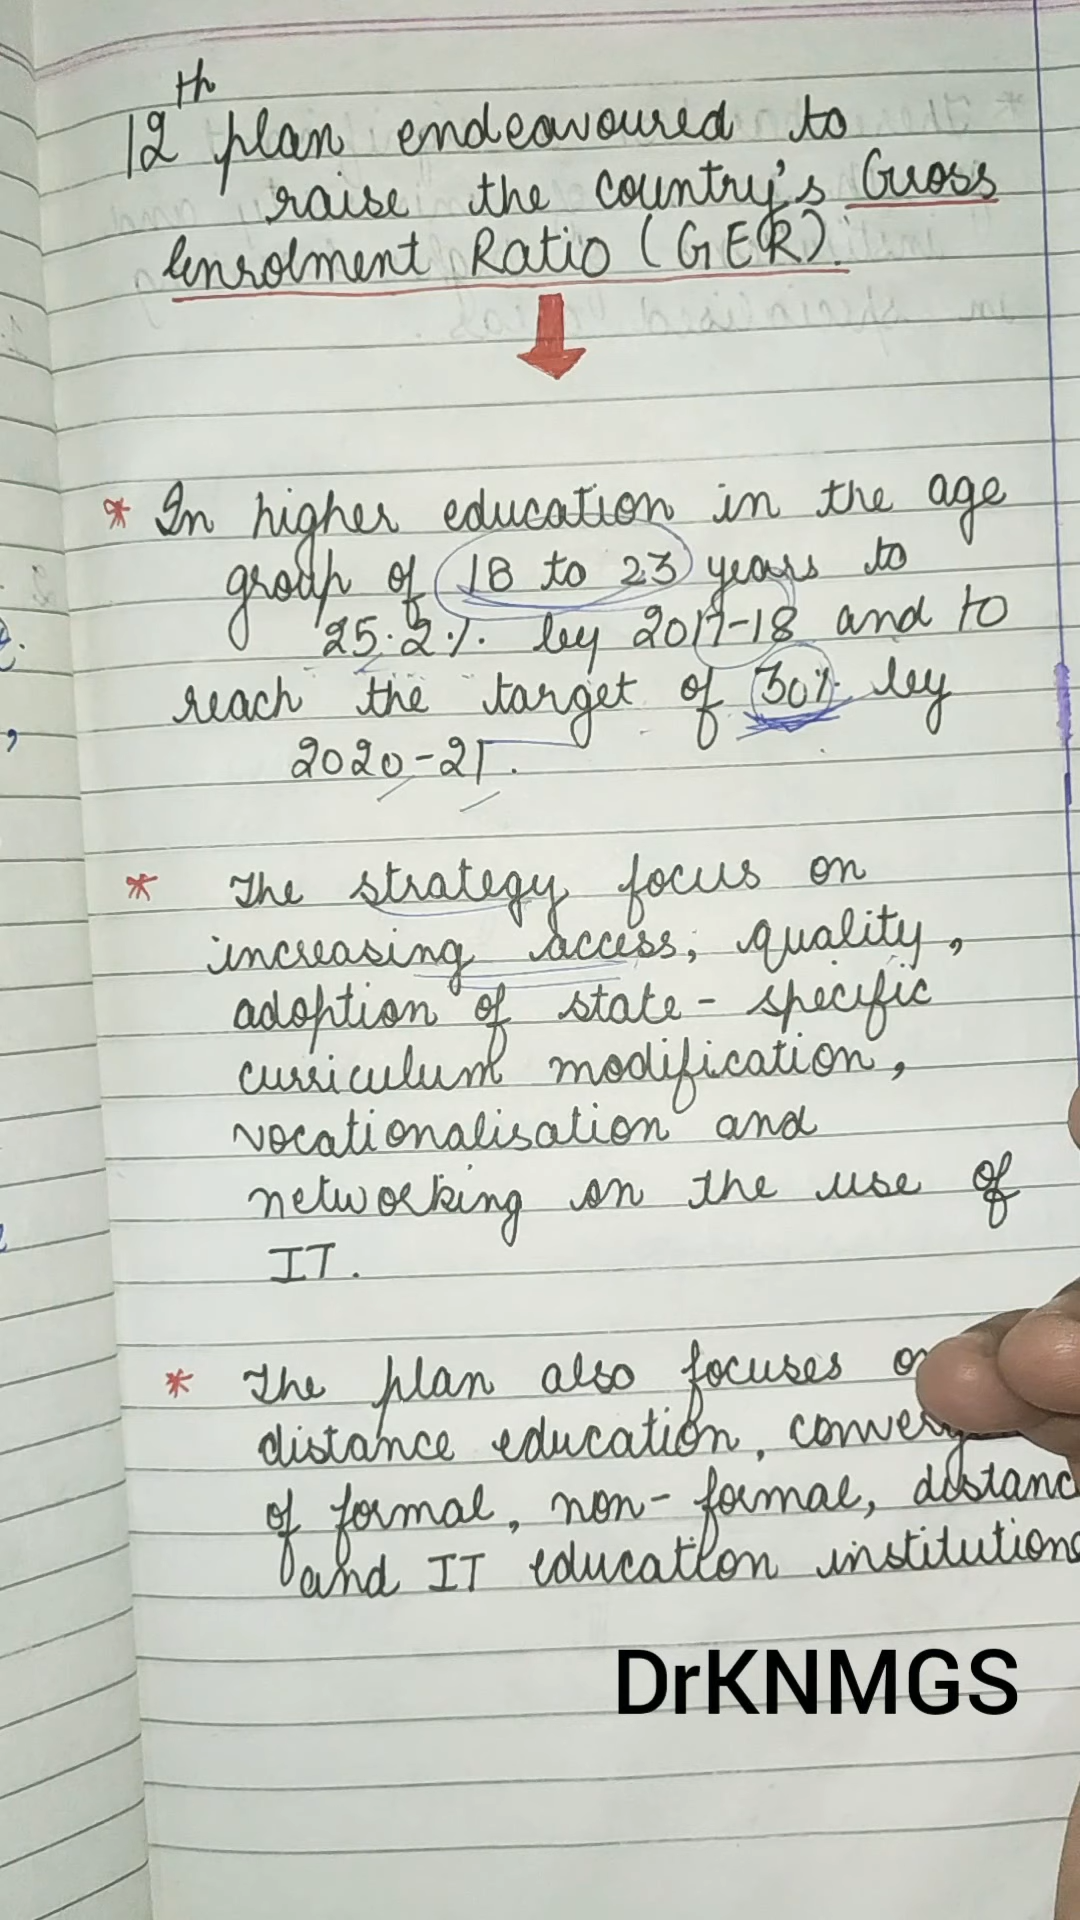 12th plan endeavoured to
raise the country's Gross
Enrolment Ratio (GER).
* In higher education in the age
group of 18 to 23 years to
25.2%. by 2017-18 and to
reach the target of 30% by
2020-21.
* The strategy focus on
increasing access, quality,
adoption of state - specific
curriculum modification,
vocationalisation and
networking on the use of
IT.
* The plan also focuses
distance education,
of formal, non-formal,
and IT education institutions
DrKNMGS